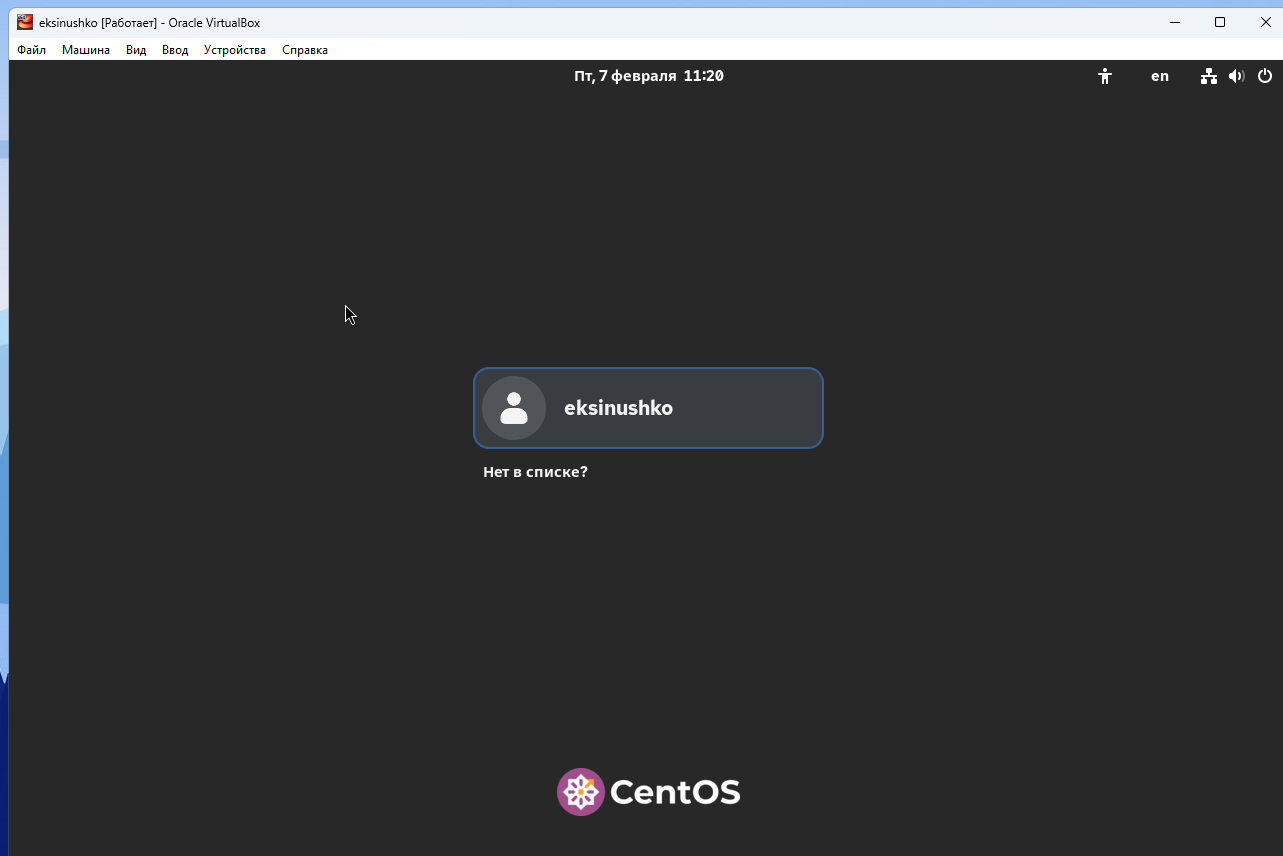 eksinushko [Работает] - Oracle VirtualBox
Файл Машина Вид Ввод Устройства Справка
Пт, 7 февраля 11:20 en
eksinushko
Нет в списке?
CentOS